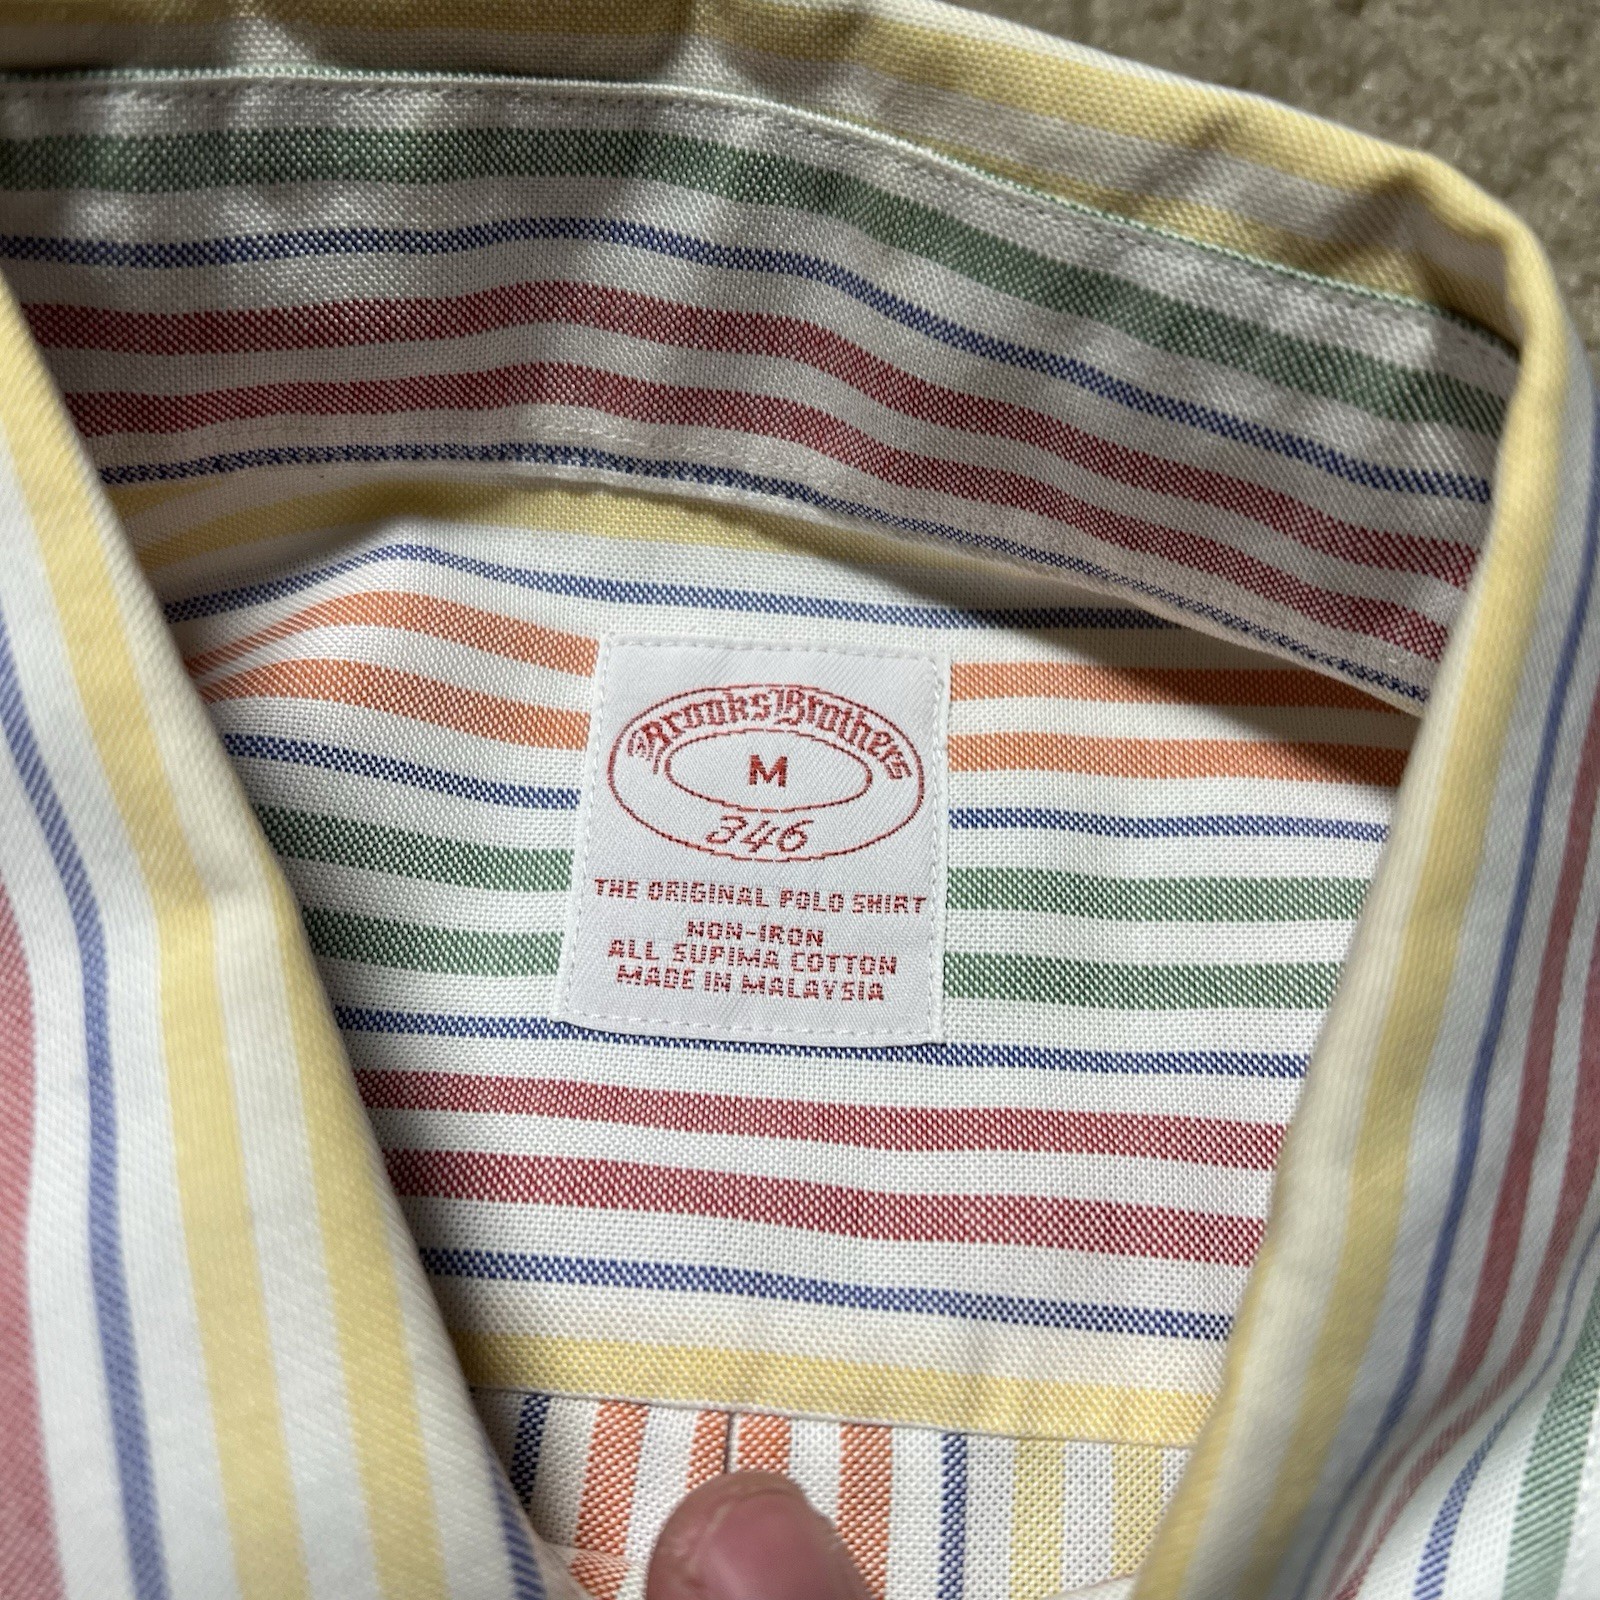 Brooks Brothers
M
346
THE ORIGINAL POLO SHIRT
NON-IRON
ALL SUPIMA COTTON
MADE IN MALAYSIA